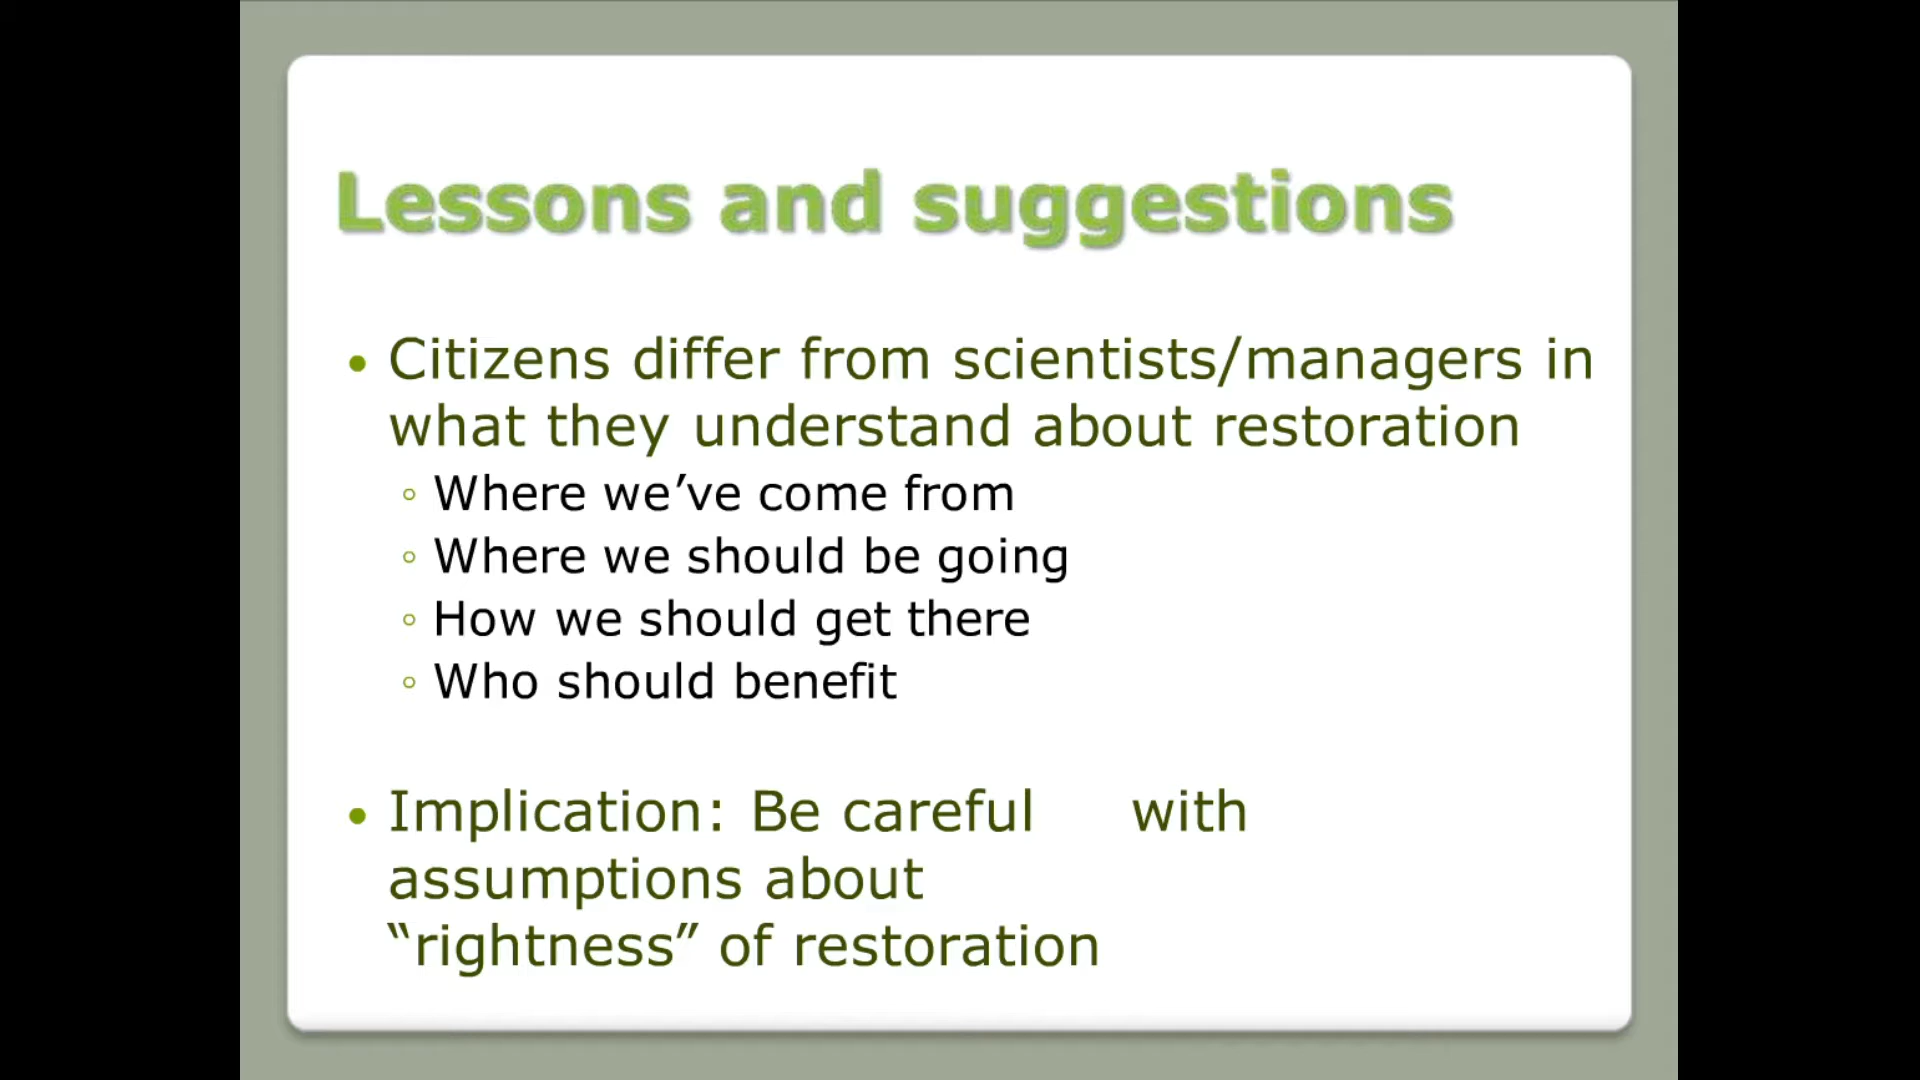 Lessons and suggestions
• Citizens differ from scientists/managers in
what they understand about restoration
◦ Where we’ve come from
◦ Where we should be going
◦ How we should get there
◦ Who should benefit
• Implication: Be careful with
assumptions about
“rightness” of restoration